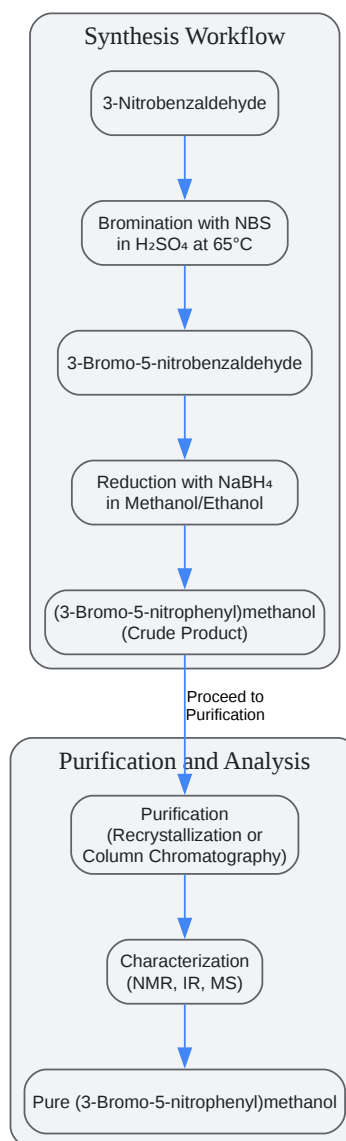 Synthesis Workflow
3-Nitrobenzaldehyde
Bromination with NBS
in H₂SO₄ at 65°C
3-Bromo-5-nitrobenzaldehyde
Reduction with NaBH₄
in Methanol/Ethanol
(3-Bromo-5-nitrophenyl)methanol
(Crude Product)
Proceed to
Purification
Purification and Analysis
Purification
(Recrystallization or
Column Chromatography)
Characterization
(NMR, IR, MS)
Pure (3-Bromo-5-nitrophenyl)methanol